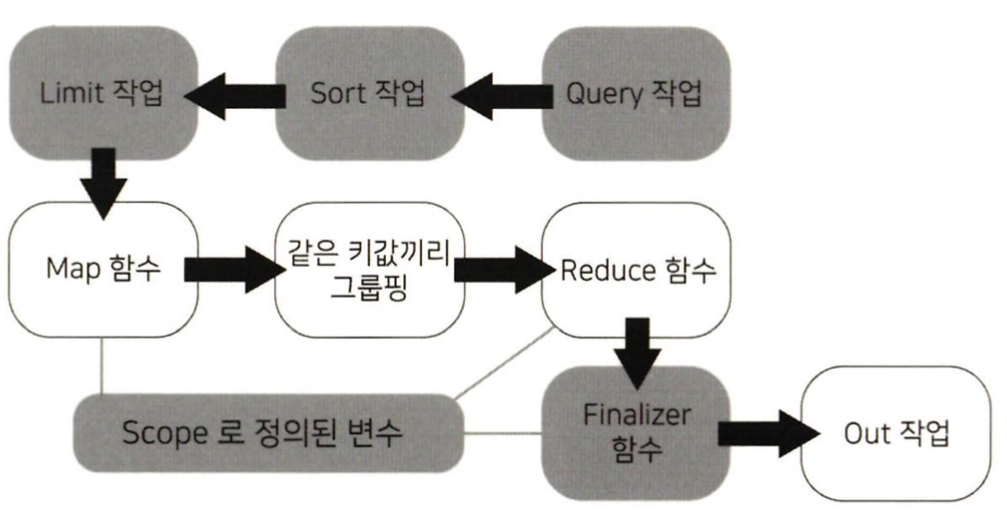 Limit 작업
Sort 작업
Query 작업
Map 함수
같은 키값끼리
그룹핑
Reduce 함수
Scope 로 정의된 변수
Finalizer
함수
Out 작업